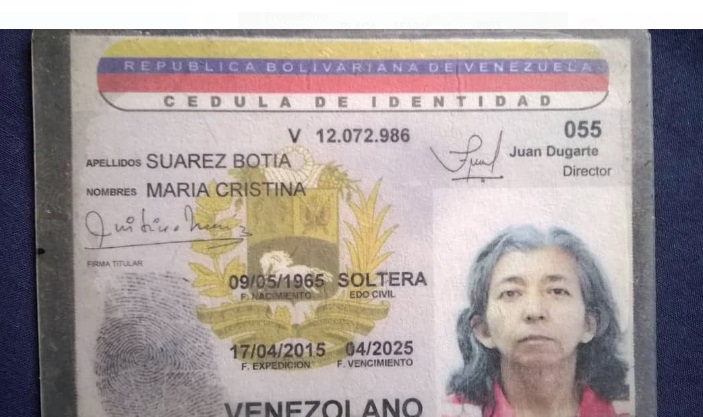 REPUBLICA BOLIVARIANA DE VENEZUELA
CEDULA DE IDENTIDAD
V 12.072.986
055
Juan Dugarte
Director
APELLIDOS SUAREZ BOTIA
NOMBRES MARIA CRISTINA
FIRMA TITULAR
09/05/1965 SOLTERA
F. NACIMIENTO EDO CIVIL
17/04/2015 04/2025
F. EXPEDICION F. VENCIMIENTO
VENEZOLANO